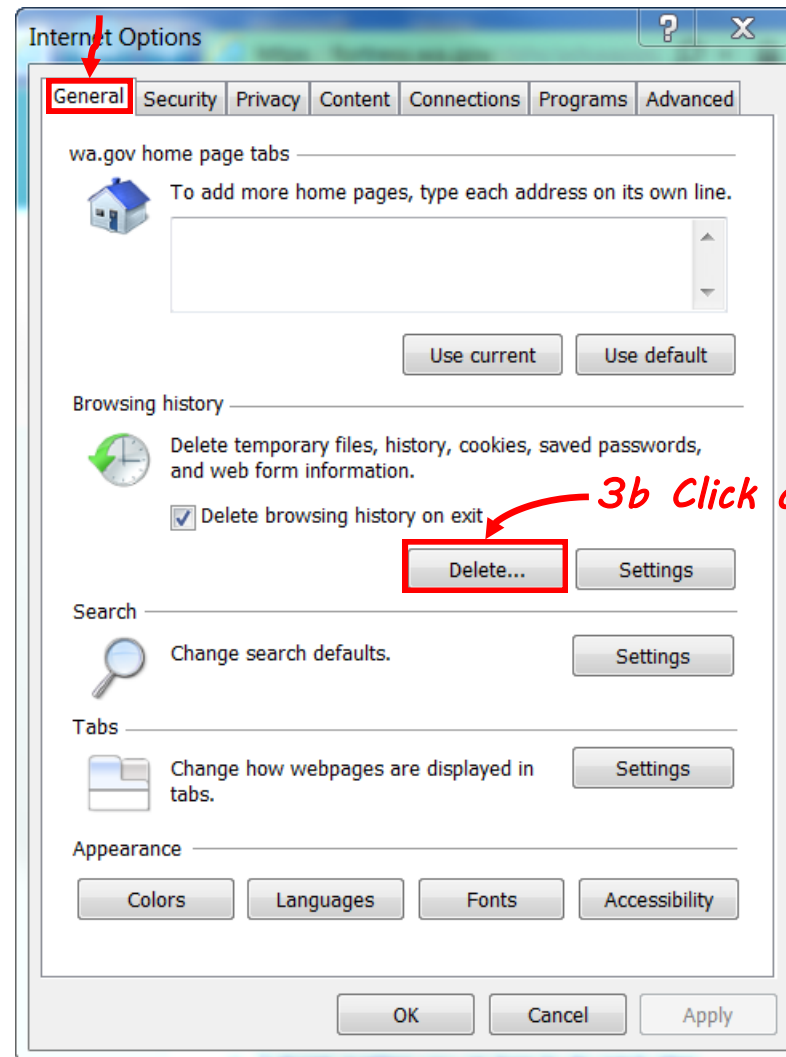 Internet Options
General Security Privacy Content Connections Programs Advanced
wa.gov home page tabs
To add more home pages, type each address on its own line.
Use current Use default
Browsing history
Delete temporary files, history, cookies, saved passwords,
and web form information.
3b Click
Delete browsing history on exit
Delete... Settings
Search
Change search defaults.
Settings
Tabs
Change how webpages are displayed in
tabs.
Settings
Appearance
Colors Languages Fonts Accessibility
OK Cancel Apply